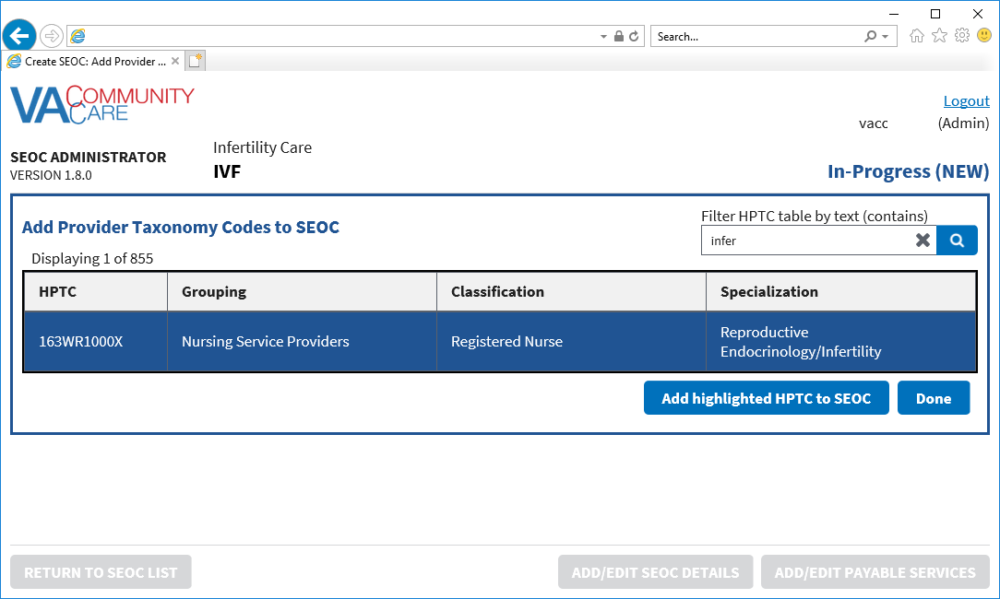 Search...
Create SEOC: Add Provider ...
VA COMMUNITY CARE
Logout
vacc (Admin)
Infertility Care
SEOC ADMINISTRATOR
IVF
VERSION 1.8.0
In-Progress (NEW)
Add Provider Taxonomy Codes to SEOC
Filter HPTC table by text (contains)
infer
Displaying 1 of 855
HPTC Grouping Classification Specialization
163WR1000X Nursing Service Providers Registered Nurse Reproductive
Endocrinology/Infertility
Add highlighted HPTC to SEOC Done
RETURN TO SEOC LIST ADD/EDIT SEOC DETAILS ADD/EDIT PAYABLE SERVICES